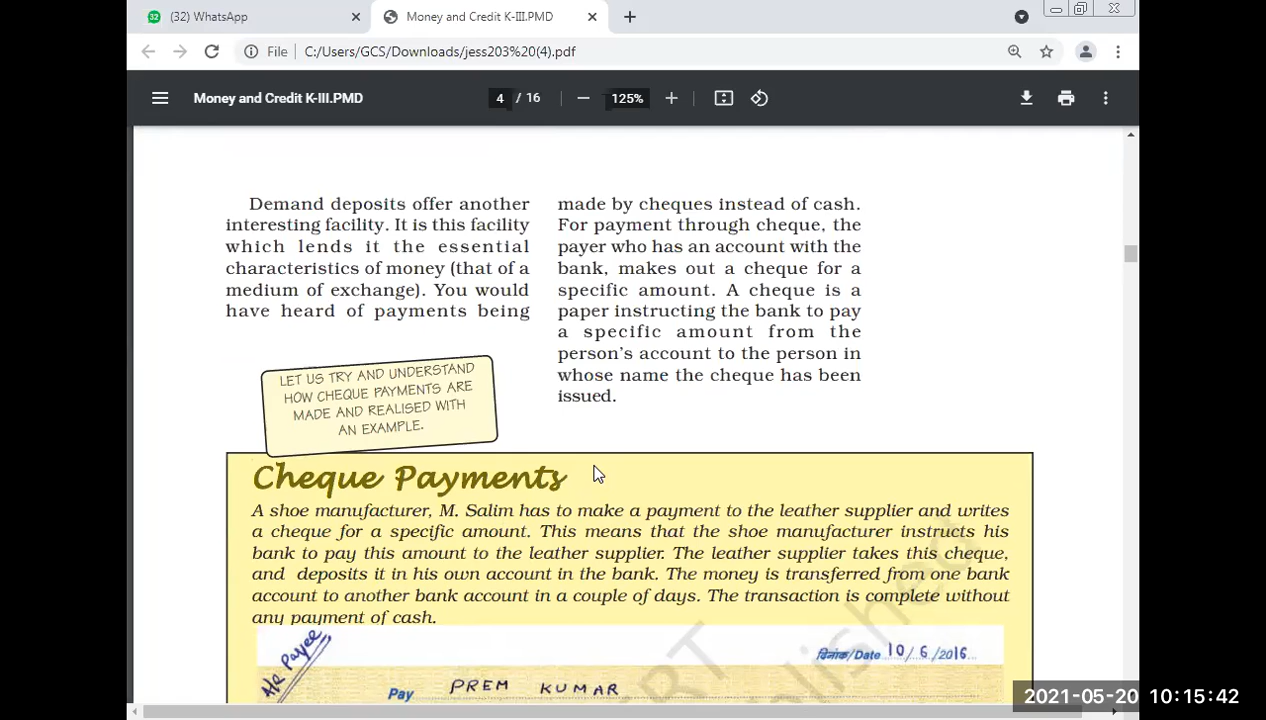 (32) WhatsApp
Money and Credit K-III.PMD
File C:/Users/GCS/Downloads/jess203%20(4).pdf
Money and Credit K-III.PMD
4 / 16
125%
Demand deposits offer another
interesting facility. It is this facility
which lends it the essential
characteristics of money (that of a
medium of exchange). You would
have heard of payments being
made by cheques instead of cash.
For payment through cheque, the
payer who has an account with the
bank, makes out a cheque for a
specific amount. A cheque is a
paper instructing the bank to pay
a specific amount from the
person's account to the person in
whose name the cheque has been
issued.
LET US TRY AND UNDERSTAND
HOW CHEQUE PAYMENTS ARE
MADE AND REALISED WITH
AN EXAMPLE.
Cheque Payments
A shoe manufacturer, M. Salim has to make a payment to the leather supplier and writes
a cheque for a specific amount. This means that the shoe manufacturer instructs his
bank to pay this amount to the leather supplier. The leather supplier takes this cheque,
and deposits it in his own account in the bank. The money is transferred from one bank
account to another bank account in a couple of days. The transaction is complete without
any payment of cash.
A/c Payee
दिनांक/Date 10/6/2016
Pay PREM KUMAR
2021-05-20 10:15:42